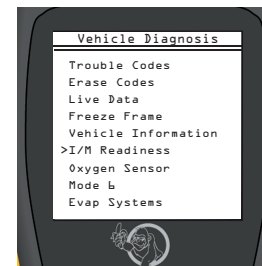 Vehicle Diagnosis
Trouble Codes
Erase Codes
Live Data
Freeze Frame
Vehicle Information
>I/M Readiness
Oxygen Sensor
Mode 6
Evap Systems